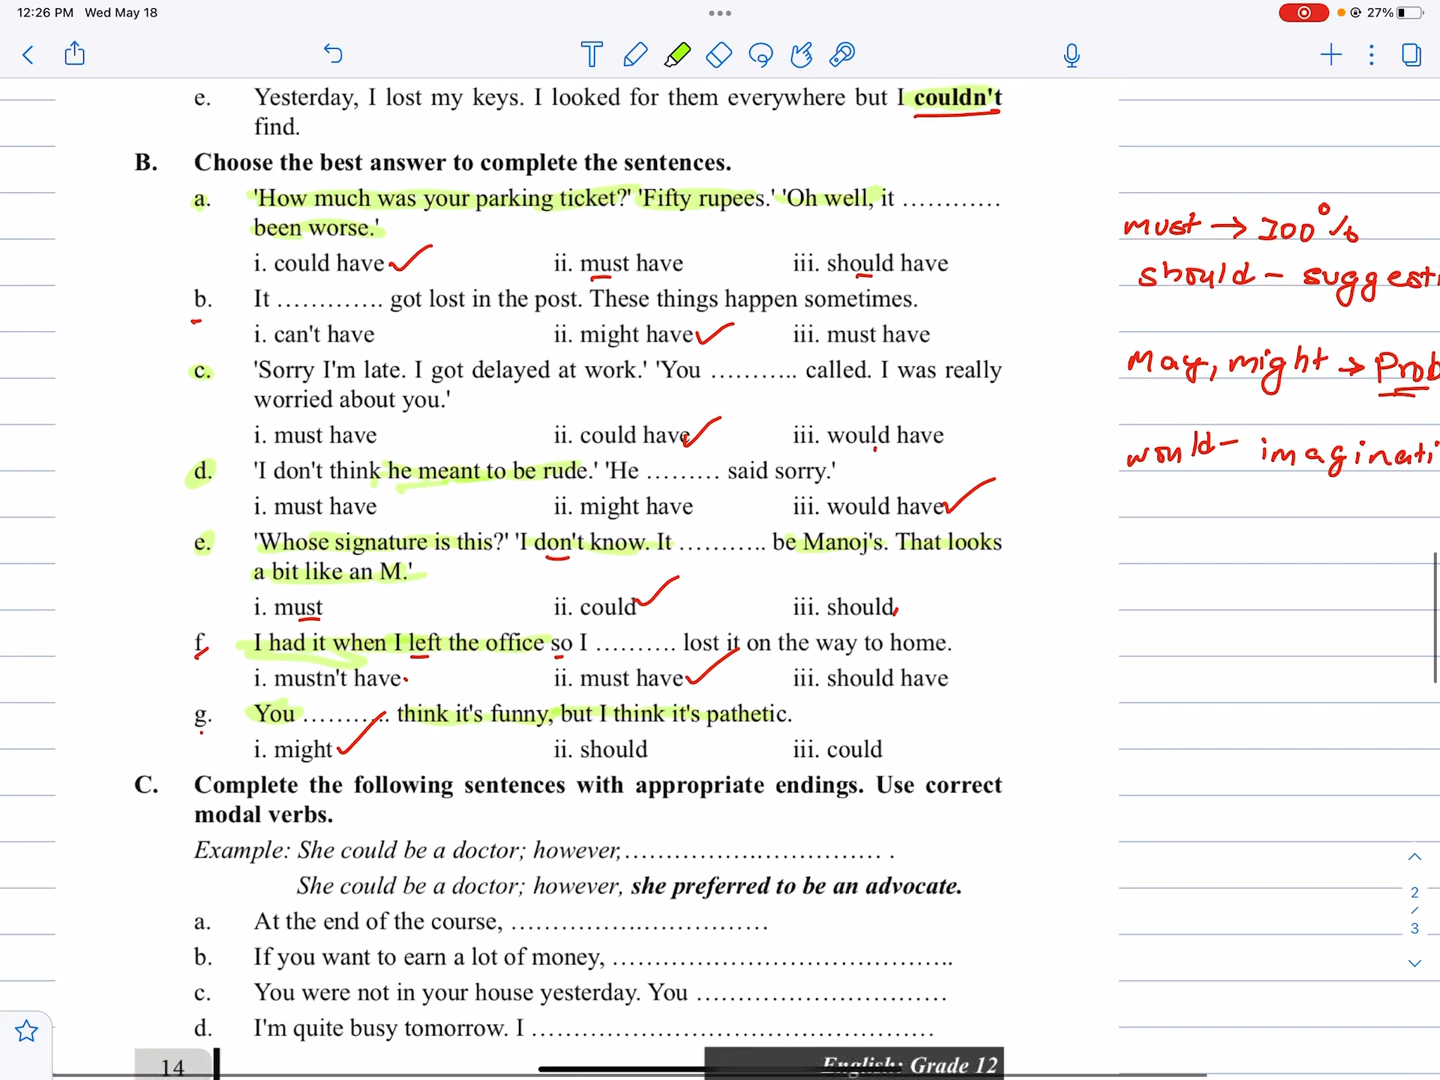 12:26 PM Wed May 18
27%
e. Yesterday, I lost my keys. I looked for them everywhere but I couldn't
find.
B. Choose the best answer to complete the sentences.
a. 'How much was your parking ticket?' 'Fifty rupees.' 'Oh well, it …………
been worse.'
i. could have ii. must have iii. should have
b. It …………. got lost in the post. These things happen sometimes.
i. can't have ii. might have iii. must have
c. 'Sorry I'm late. I got delayed at work.' 'You ……….. called. I was really
worried about you.'
i. must have ii. could have iii. would have
d. 'I don't think he meant to be rude.' 'He ……… said sorry.'
i. must have ii. might have iii. would have
e. 'Whose signature is this?' 'I don't know. It ……….. be Manoj's. That looks
a bit like an M.'
i. must ii. could iii. should
f. I had it when I left the office so I ………. lost it on the way to home.
i. mustn't have ii. must have iii. should have
g. You ……….. think it's funny, but I think it's pathetic.
i. might ii. should iii. could
C. Complete the following sentences with appropriate endings. Use correct
modal verbs.
Example: She could be a doctor; however,…………………………… .
She could be a doctor; however, she preferred to be an advocate.
a. At the end of the course, …………………………
b. If you want to earn a lot of money, …………………………………..
c. You were not in your house yesterday. You …………………………
d. I'm quite busy tomorrow. I ……………………………………………
14 English: Grade 12
must → 100%
should – suggesti
May, might → Prob
would – imaginati
2
/
3